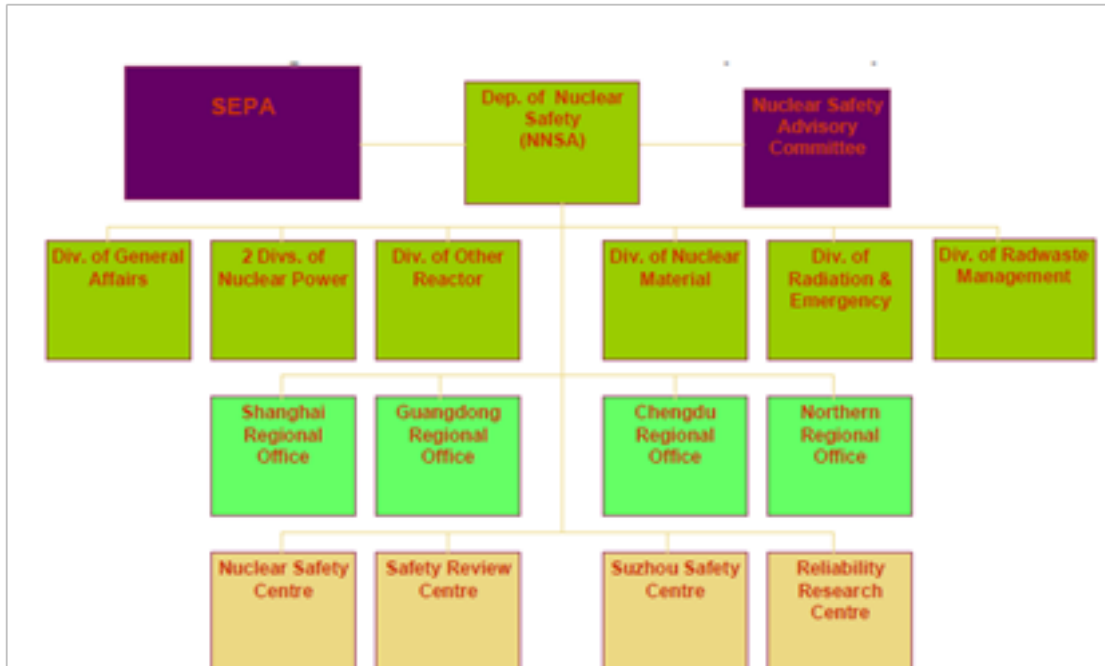 SEPA
Dep. of Nuclear
Safety
(NNSA)
Nuclear Safety
Advisory
Committee
Div. of General
Affairs
2 Divs. of
Nuclear Power
Div. of Other
Reactor
Div. of Nuclear
Material
Div. of
Radiation &
Emergency
Div. of Radwaste
Management
Shanghai
Regional
Office
Guangdong
Regional
Office
Chengdu
Regional
Office
Northern
Regional
Office
Nuclear Safety
Centre
Safety Review
Centre
Suzhou Safety
Centre
Reliability
Research
Centre